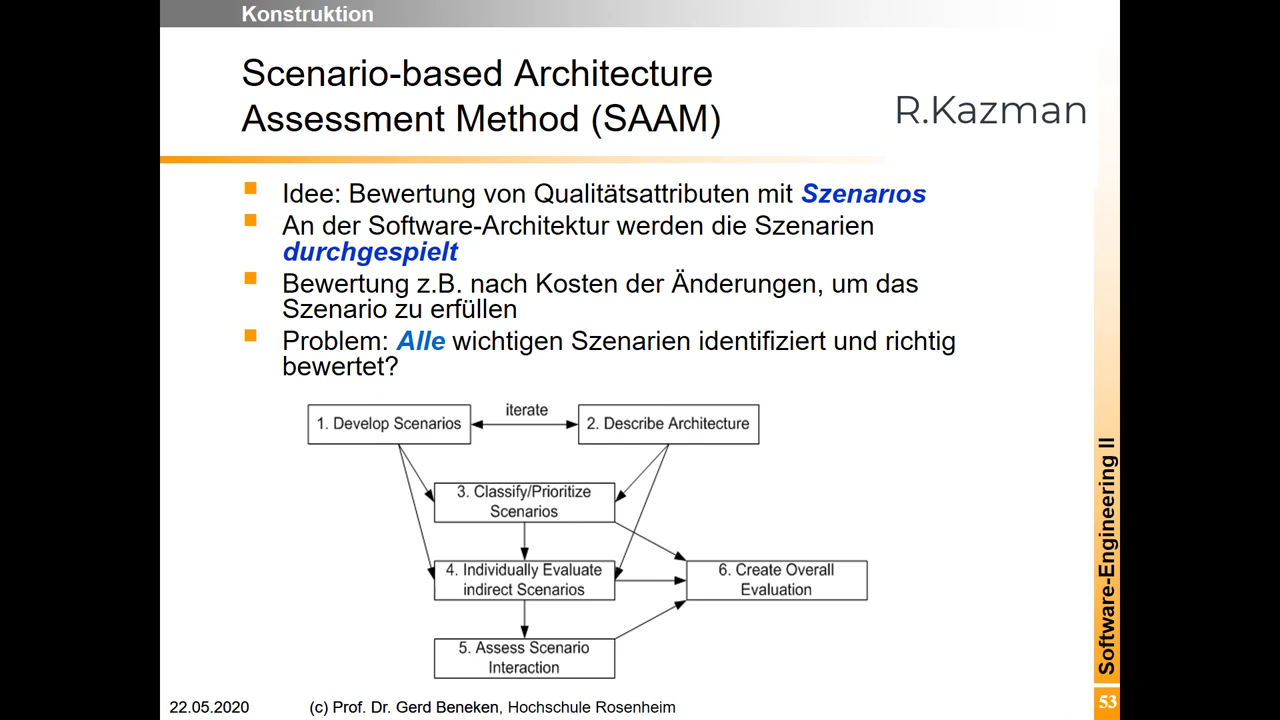 Konstruktion
Scenario-based Architecture
Assessment Method (SAAM)
R.Kazman
Idee: Bewertung von Qualitätsattributen mit Szenarıos
An der Software-Architektur werden die Szenarien
durchgespielt
Bewertung z.B. nach Kosten der Änderungen, um das
Szenario zu erfüllen
Problem: Alle wichtigen Szenarien identifiziert und richtig
bewertet?
iterate
1. Develop Scenarios
2. Describe Architecture
3. Classify/Prioritize
Scenarios
4. Individually Evaluate
indirect Scenarios
6. Create Overall
Evaluation
5. Assess Scenario
Interaction
Software-Engineering II
22.05.2020
(c) Prof. Dr. Gerd Beneken, Hochschule Rosenheim
53